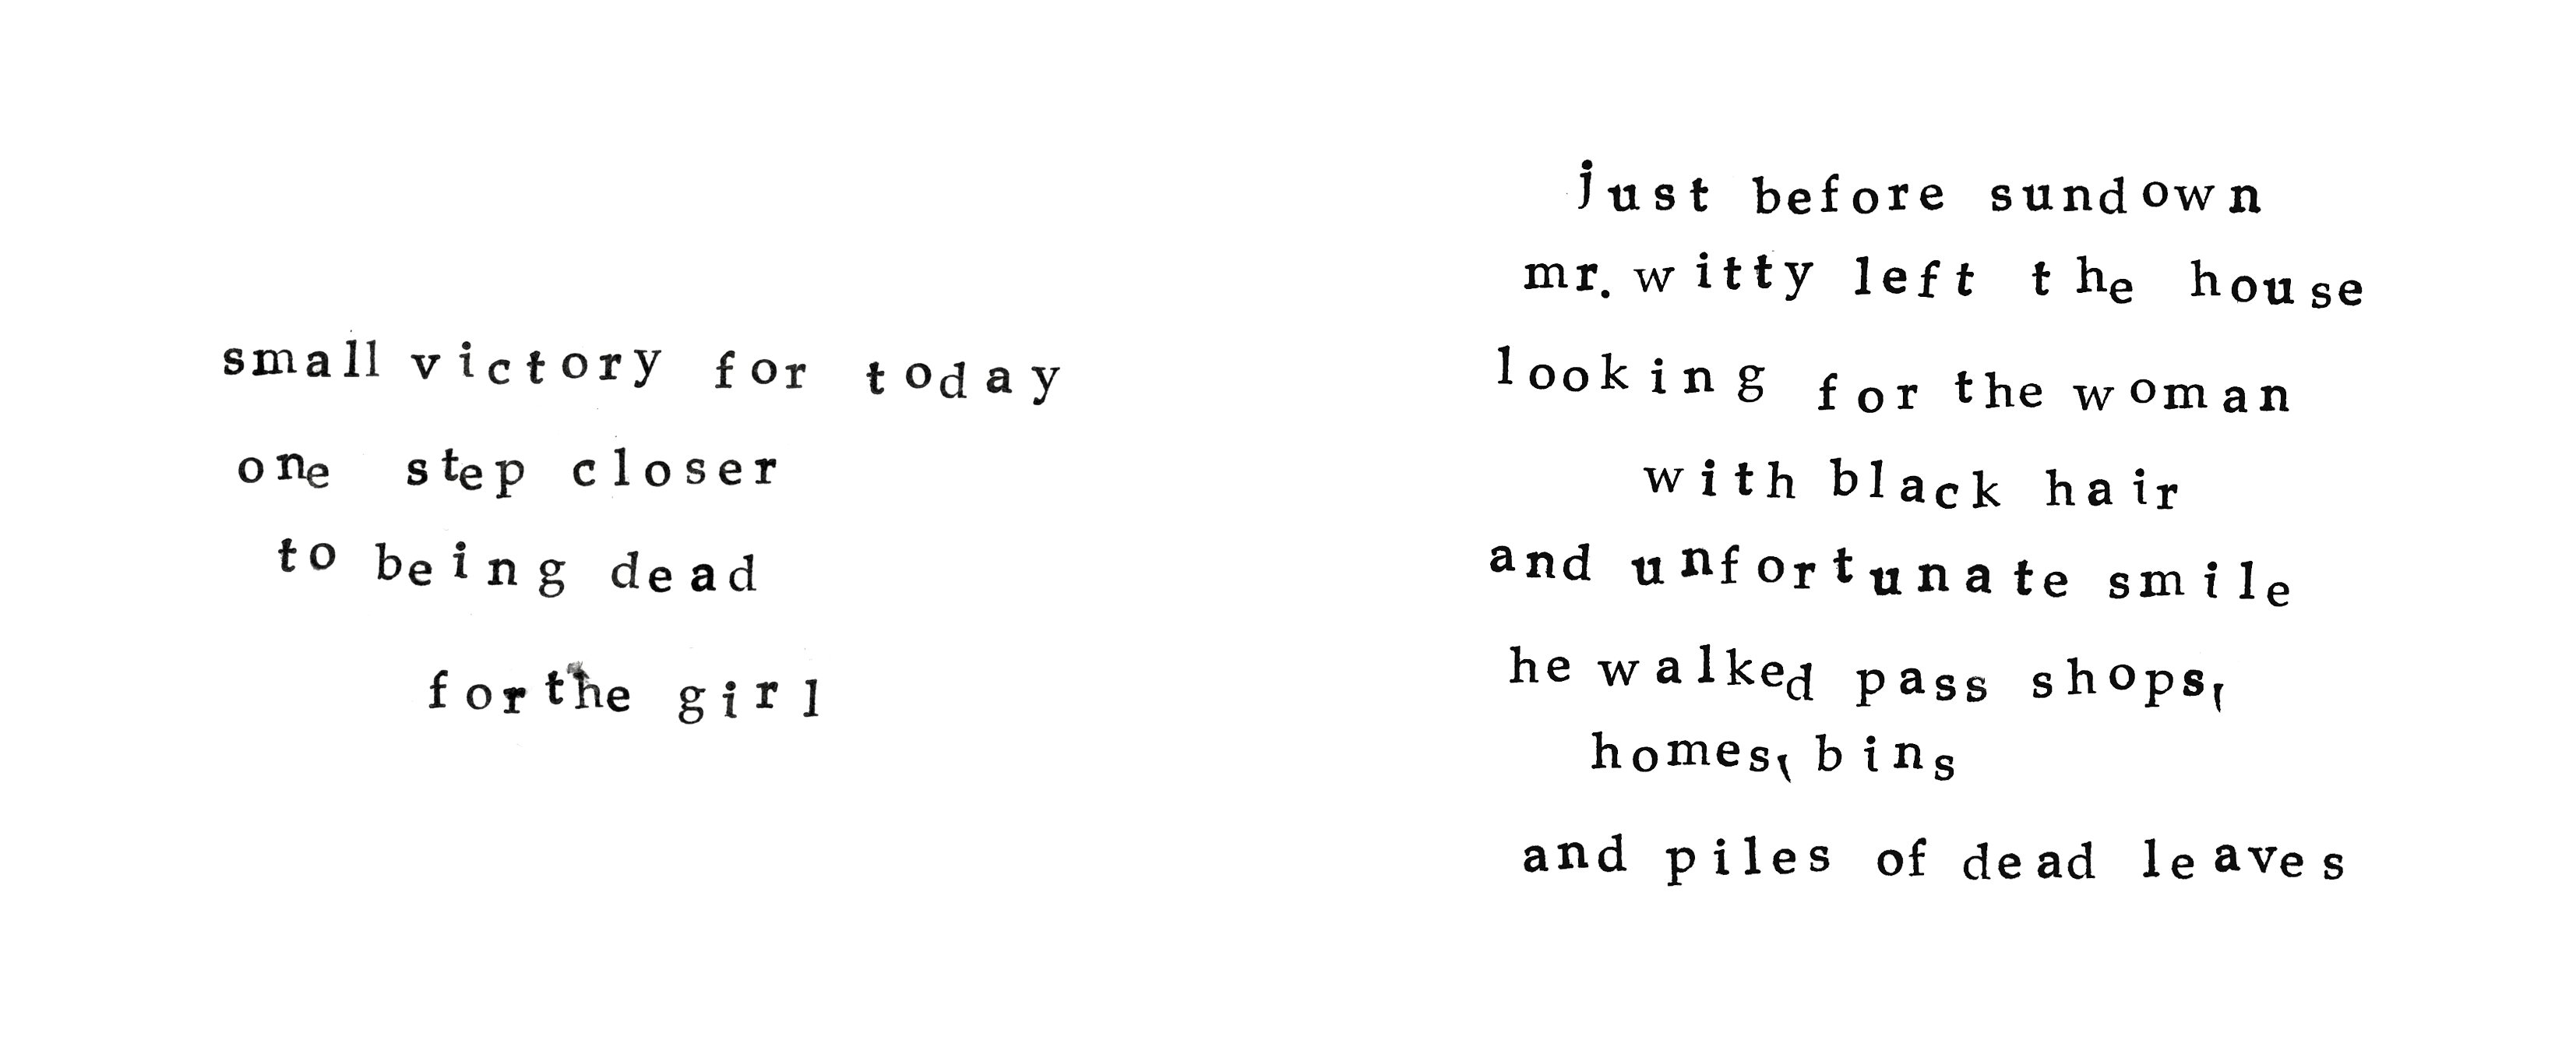 small victory for today
one step closer
to being dead
for the girl
just before sundown
mr. witty left the house
looking for the woman
with black hair
and unfortunate smile
he walked pass shops,
homes, bins
and piles of dead leaves